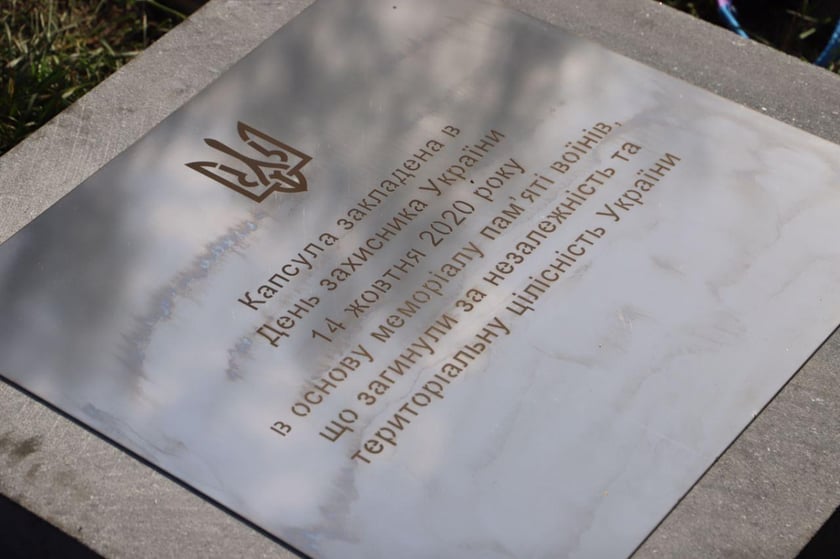 Капсула закладена в
День захисника України
14 жовтня 2020 року
із основу меморіалу пам'яті воїнів,
що загинули за незалежність та
територіальну цілісність України